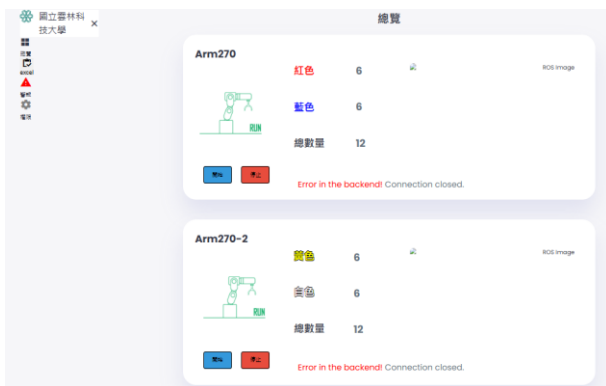 國立雲林科
技大學
×
總覽
總覽
excel
警報
Arm270
紅色 6
ROS Image
藍色 6
RUN
總數量 12
開始 停止
Error in the backend! Connection closed.
Arm270-2
黃色 6
ROS Image
白色 6
RUN
總數量 12
開始 停止
Error in the backend! Connection closed.